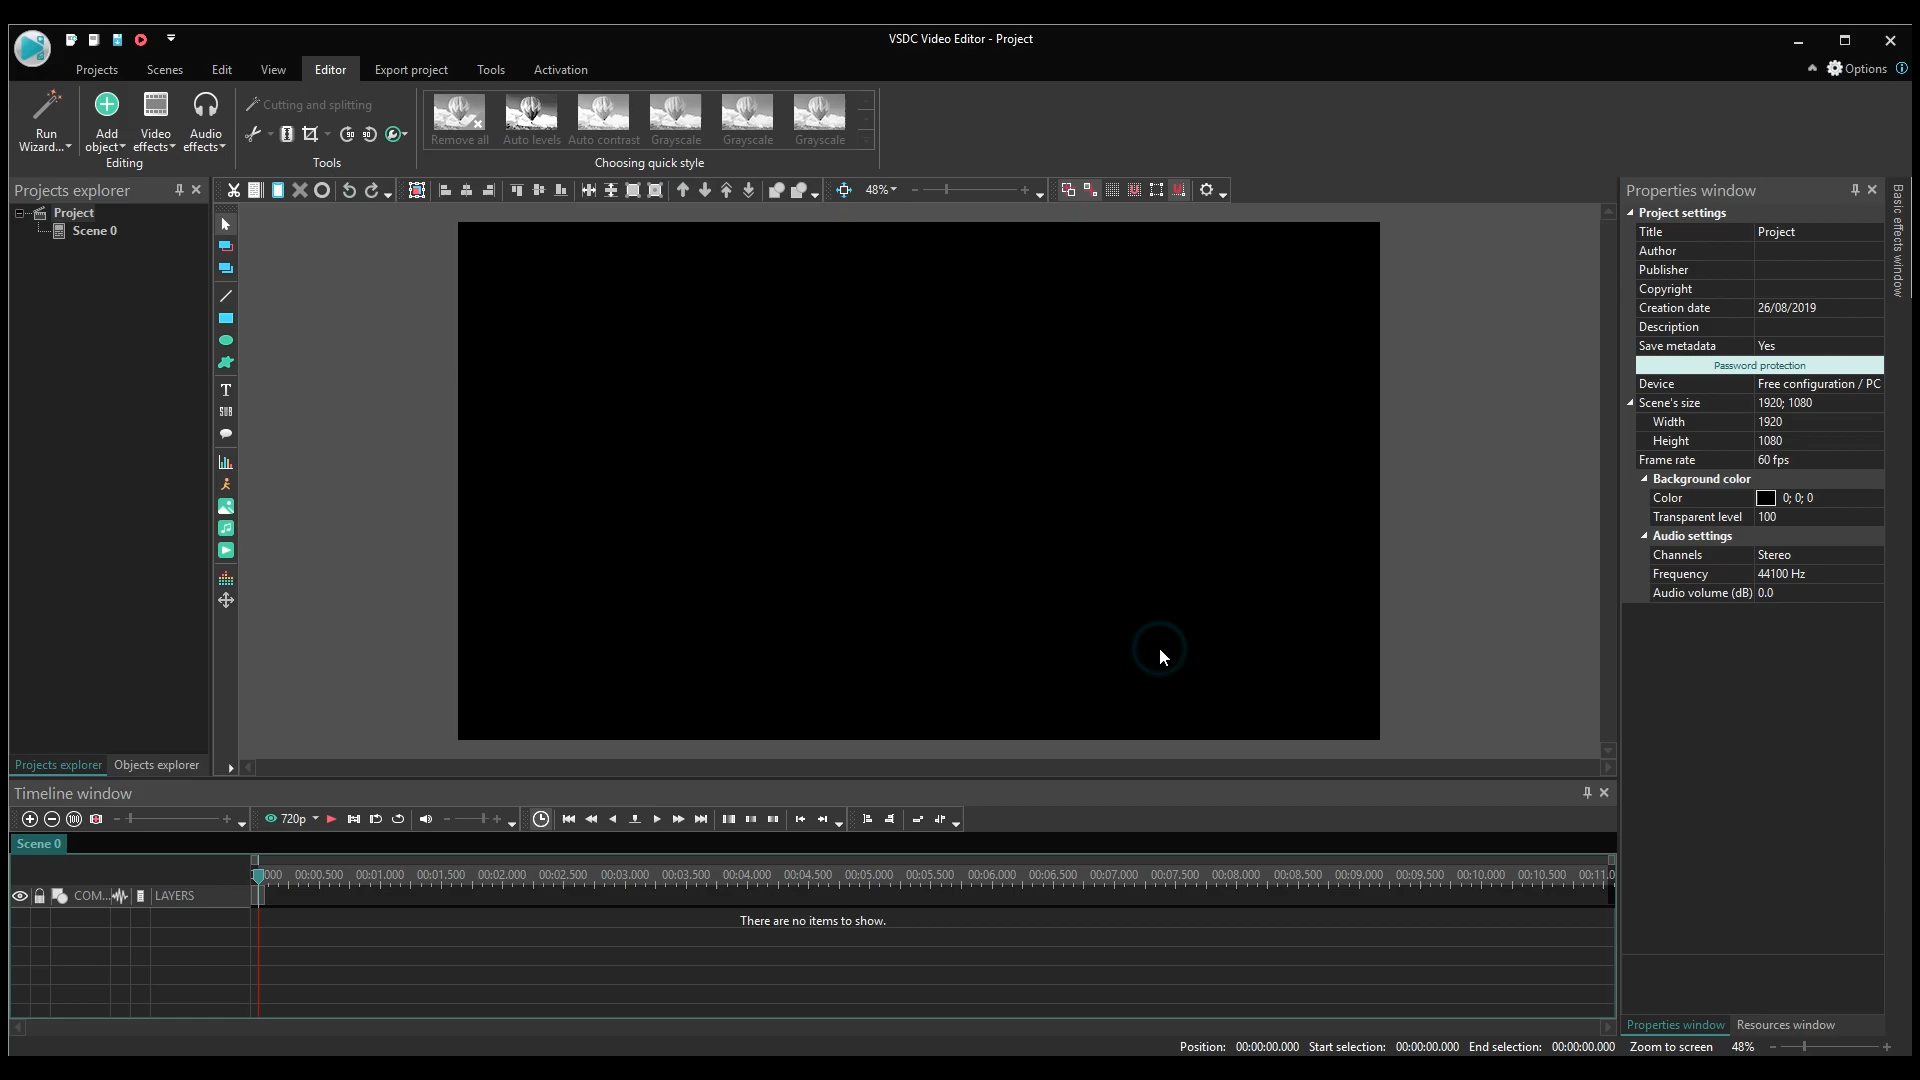 VSDC Video Editor - Project
Projects Scenes Edit View Editor Export project Tools Activation Options
Cutting and splitting
Run Wizard...
Add object
Video effects
Audio effects
Editing
Tools
Remove all Auto levels Auto contrast Grayscale Grayscale Grayscale
Choosing quick style
Projects explorer
48%
Properties window
Basic effects window
Project
Scene 0
Project settings
Title Project
Author
Publisher
Copyright
Creation date 26/08/2019
Description
Save metadata Yes
Password protection
Device Free configuration / PC
Scene's size 1920; 1080
Width 1920
Height 1080
Frame rate 60 fps
Background color
Color 0; 0; 0
Transparent level 100
Audio settings
Channels Stereo
Frequency 44100 Hz
Audio volume (dB) 0.0
T
SUB
Projects explorer Objects explorer
Timeline window
720p
Scene 0
000 00:00.500 00:01.000 00:01.500 00:02.000 00:02.500 00:03.000 00:03.500 00:04.000 00:04.500 00:05.000 00:05.500 00:06.000 00:06.500 00:07.000 00:07.500 00:08.000 00:08.500 00:09.000 00:09.500 00:10.000 00:10.500 00:11.0
COM... LAYERS
There are no items to show.
Properties window Resources window
Position: 00:00:00.000 Start selection: 00:00:00.000 End selection: 00:00:00.000 Zoom to screen 48%